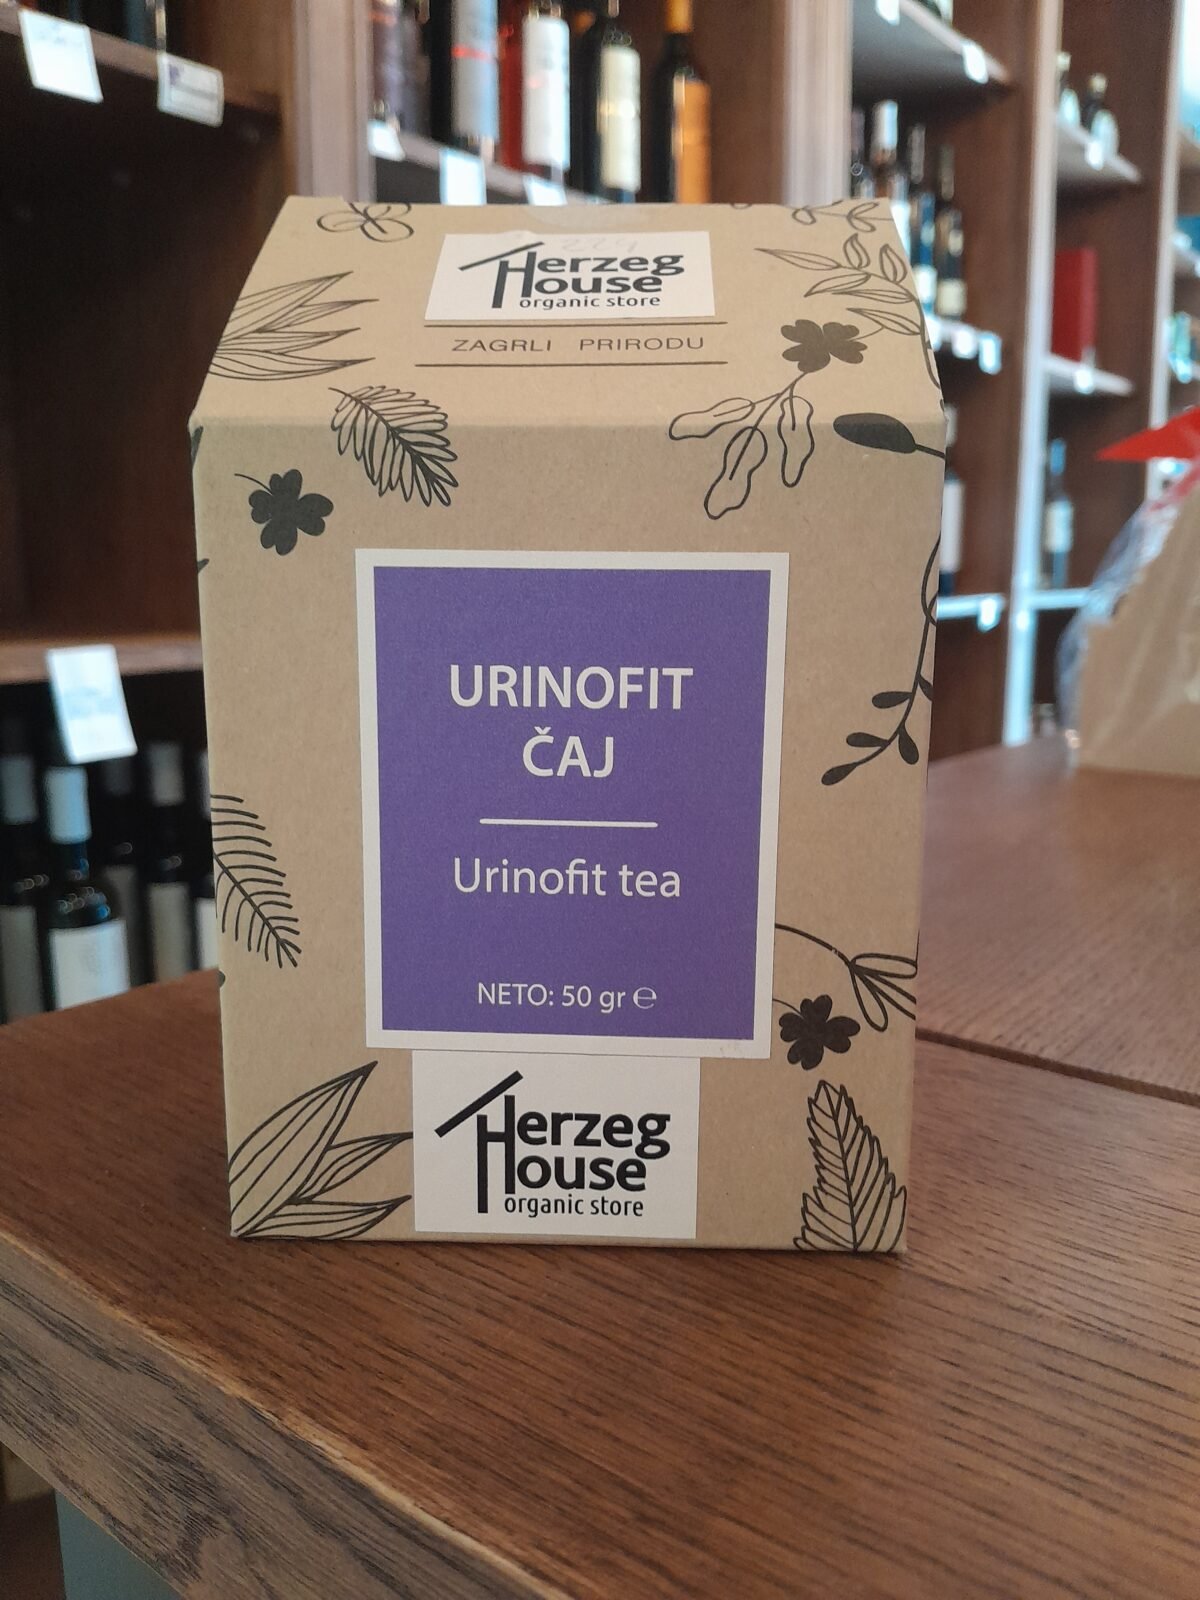 Herzeg
House
organic store
ZAGRLI PRIRODU
URINOFIT
ČAJ
Urinofit tea
NETO: 50 gr ℮
Herzeg
House
organic store